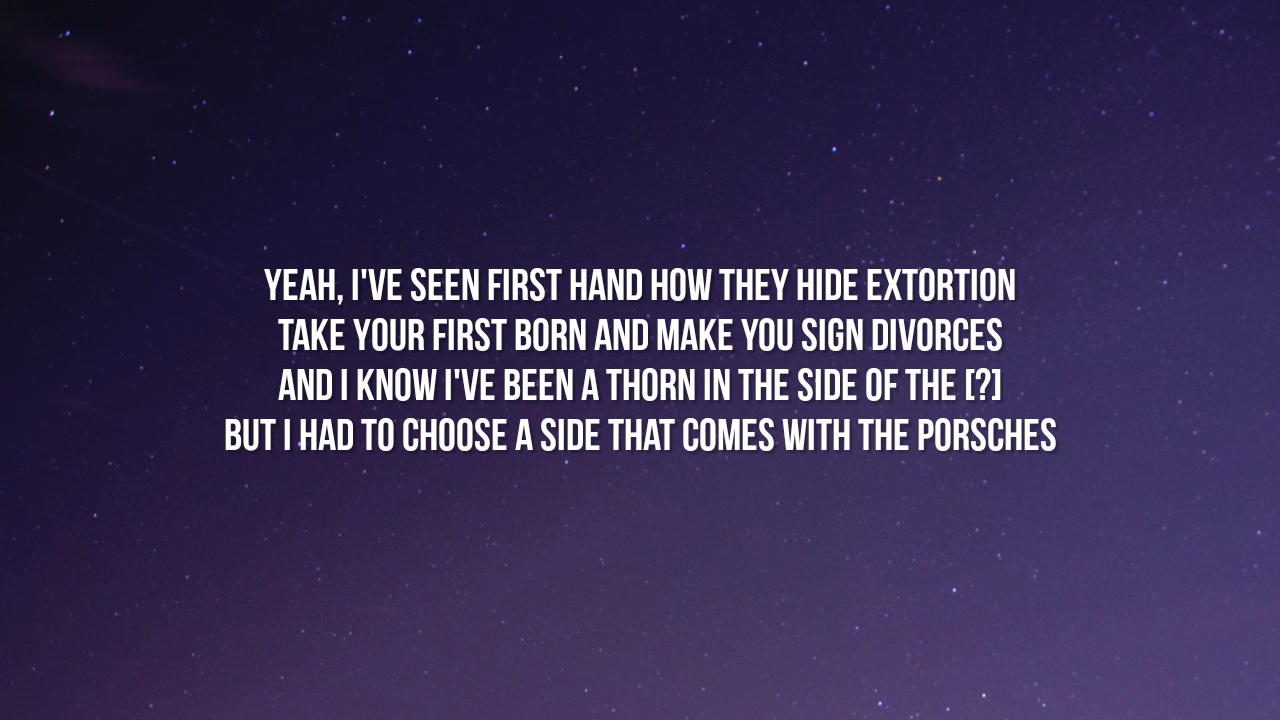 YEAH, I'VE SEEN FIRST HAND HOW THEY HIDE EXTORTION
TAKE YOUR FIRST BORN AND MAKE YOU SIGN DIVORCES
AND I KNOW I'VE BEEN A THORN IN THE SIDE OF THE [?]
BUT I HAD TO CHOOSE A SIDE THAT COMES WITH THE PORSCHES